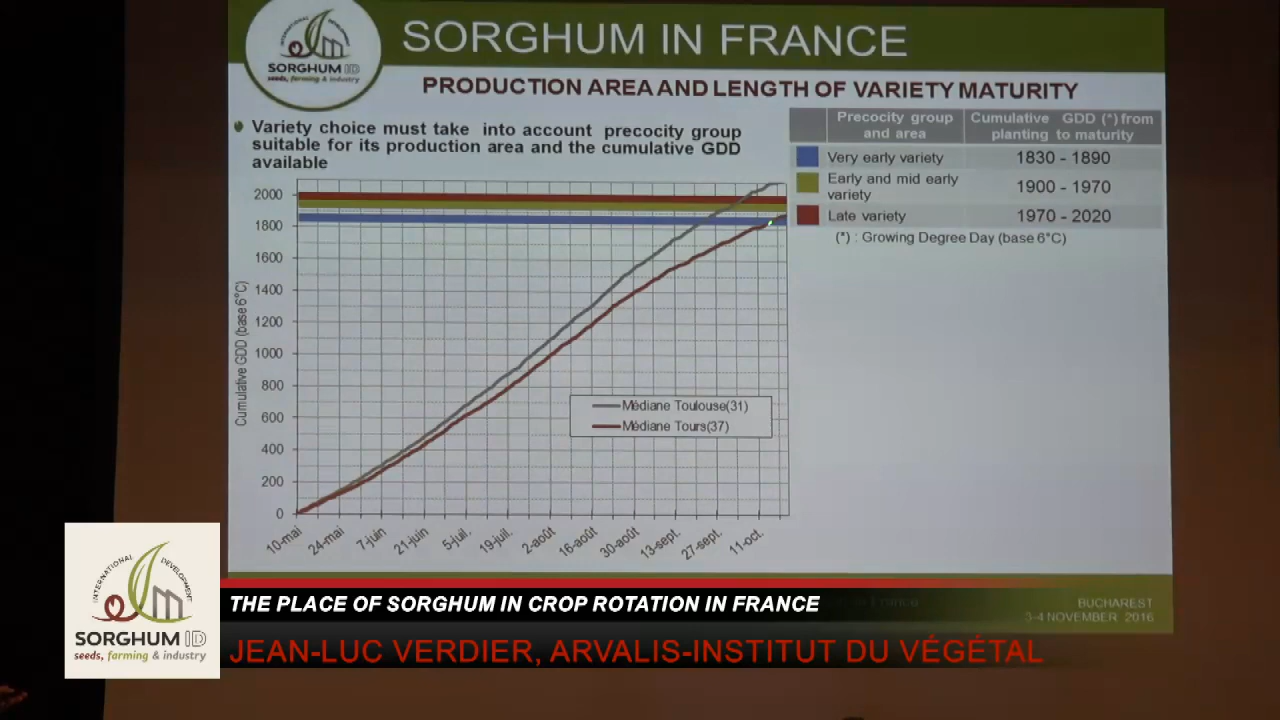 SORGHUM IN FRANCE
SORGHUM ID
seeds, farming & industry
PRODUCTION AREA AND LENGTH OF VARIETY MATURITY
Variety choice must take into account precocity group
suitable for its production area and the cumulative GDD
available
Precocity group
and area
Cumulative GDD (*) from
planting to maturity
Very early variety
1830 - 1890
Early and mid early
variety
1900 - 1970
Late variety
1970 - 2020
(*) : Growing Degree Day (base 6°C)
Cumulative GDD (base 6°C)
2000
1800
1600
1400
1200
1000
800
600
400
200
0
Médiane Toulouse(31)
Médiane Tours(37)
10-mai
24-mai
7-juin
21-juin
5-juil.
19-juil.
2-août
16-août
30-août
13-sept.
27-sept.
11-oct.
BUCHAREST
3-4 NOVEMBER 2016
INTERNATIONAL DEVELOPMENT
SORGHUM ID
seeds, farming & industry
THE PLACE OF SORGHUM IN CROP ROTATION IN FRANCE
JEAN-LUC VERDIER, ARVALIS-INSTITUT DU VÉGÉTAL